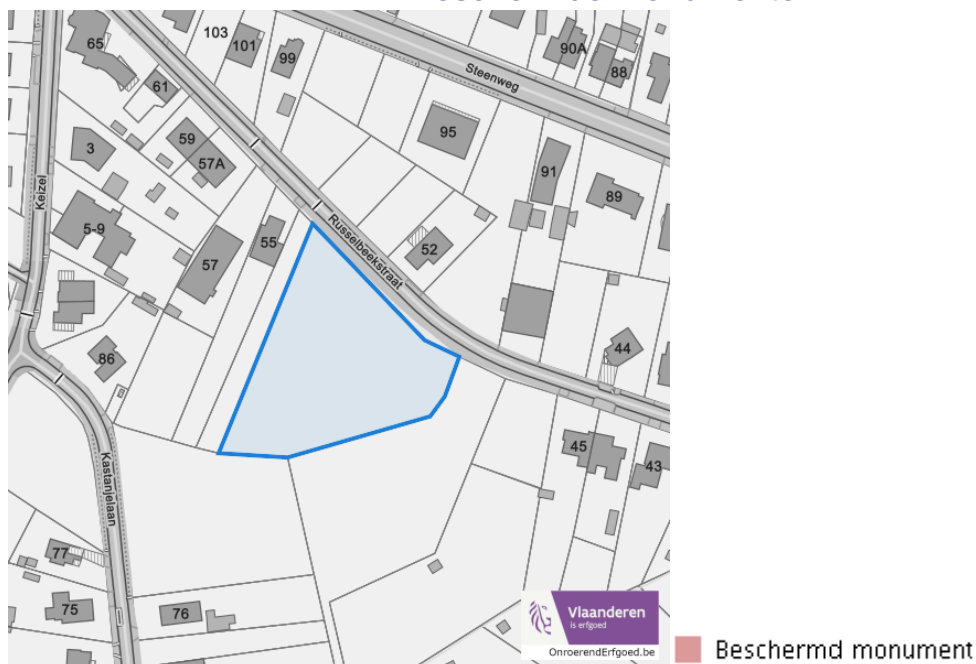 65
103
101
99
90A
88
Steenweg
61
95
59
57A
3
91
89
Keizel
5-9
55
Russelbeekstraat
52
57
44
86
45
43
Kastanjelaan
77
75
76
Vlaanderen
is erfgoed
OnroerendErfgoed.be
Beschermd monument